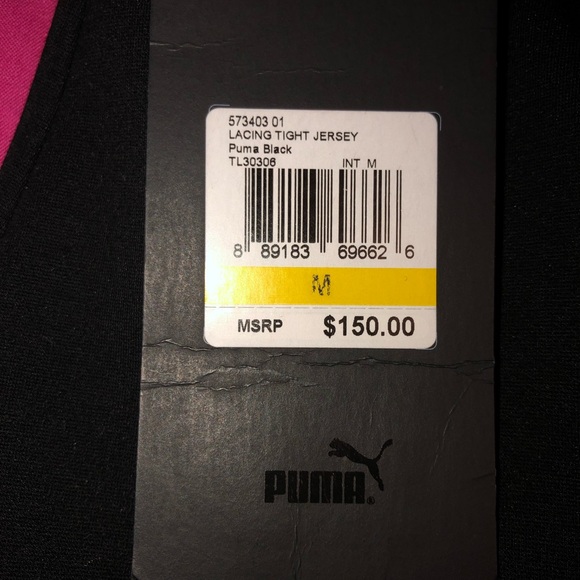 573403 01
LACING TIGHT JERSEY
Puma Black
TL30306 INT M
8 89183 69662 6
M
MSRP $150.00
PUMA®